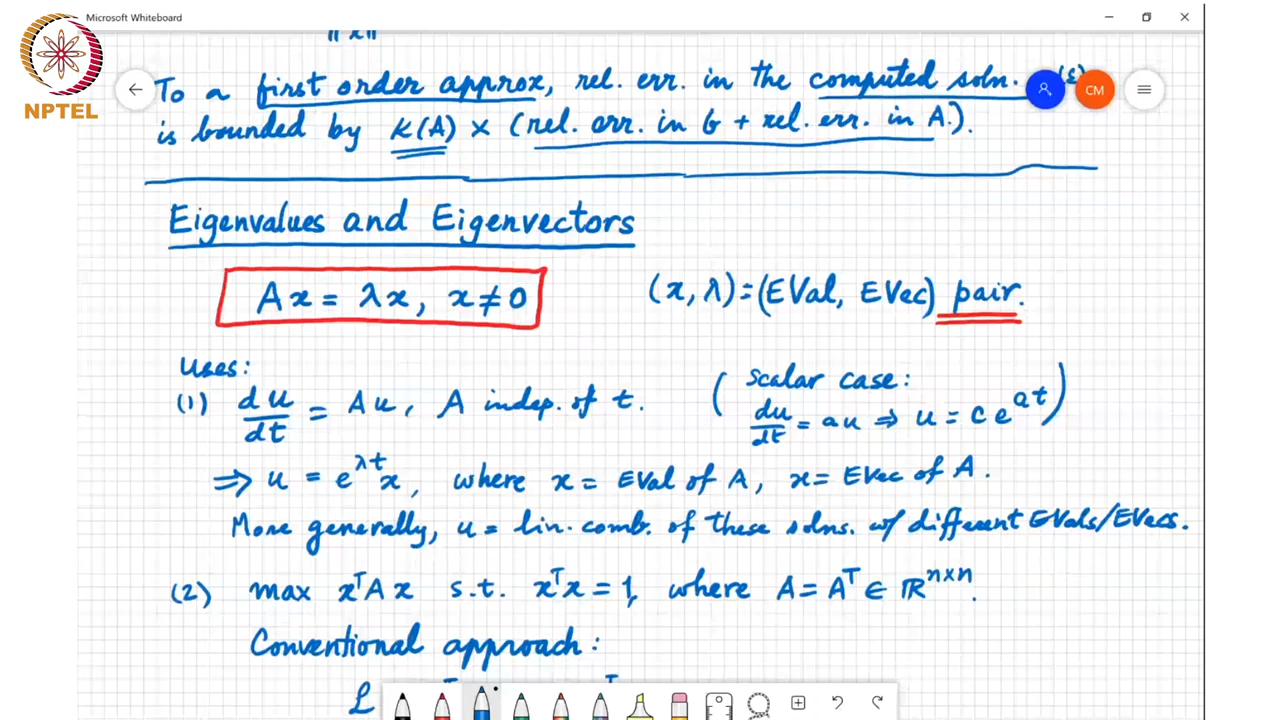 Microsoft Whiteboard
NPTEL
‖x‖
To a first order approx, rel. err. in the computed soln. (ε)
CM
is bounded by K(A) × (rel. err. in b + rel. err. in A.).
Eigenvalues and Eigenvectors
Ax = λx, x ≠ 0
(x, λ) = (EVal, EVec) pair.
Uses:
(1) du/dt = Au, A indep. of t.
(Scalar case:
du/dt = au ⇒ u = c e^{at})
⇒ u = e^{λt} x, where x = EVal of A, x = EVec of A.
More generally, u = lin. comb. of these solns. w/ different EVals/EVecs.
(2) max xᵀAx s.t. xᵀx = 1, where A = Aᵀ ∈ ℝ^{n×n}.
Conventional approach:
L